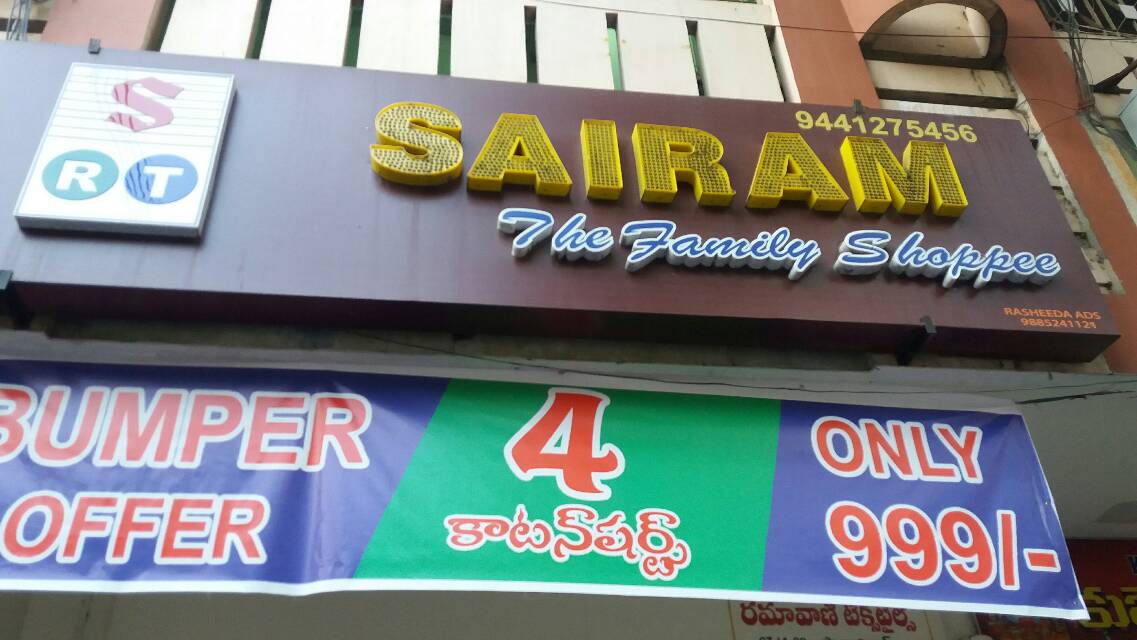 S
R T
SAIRAM
9441275456
The Family Shoppee
RASHEEDA ADS
9885241121
BUMPER
OFFER
4
కాటన్‌షర్ట్స్
ONLY
999/-
రమావాణి టెక్స్‌టైల్స్